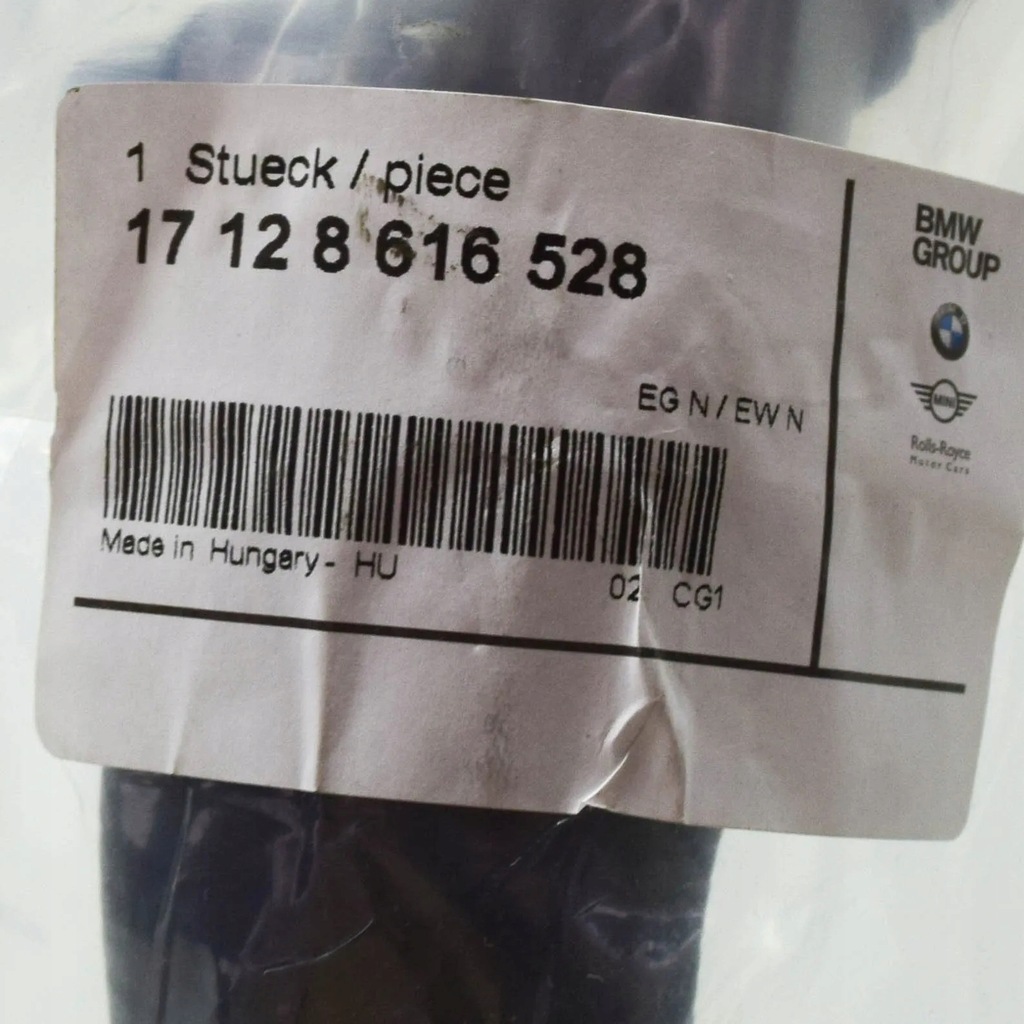 1 Stueck / piece
17 12 8 616 528
EG N / EW N
Made in Hungary - HU
02 CG1
BMW
GROUP
MINI
Rolls-Royce
Motor Cars